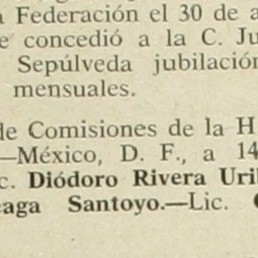 Federación el 30 de a
concedió a la C. Ju
Sepúlveda jubilación
mensuales.
de Comisiones de la H
—México, D. F., a 14
c. Diódoro Rivera Uri
aga Santoyo.—Lic.